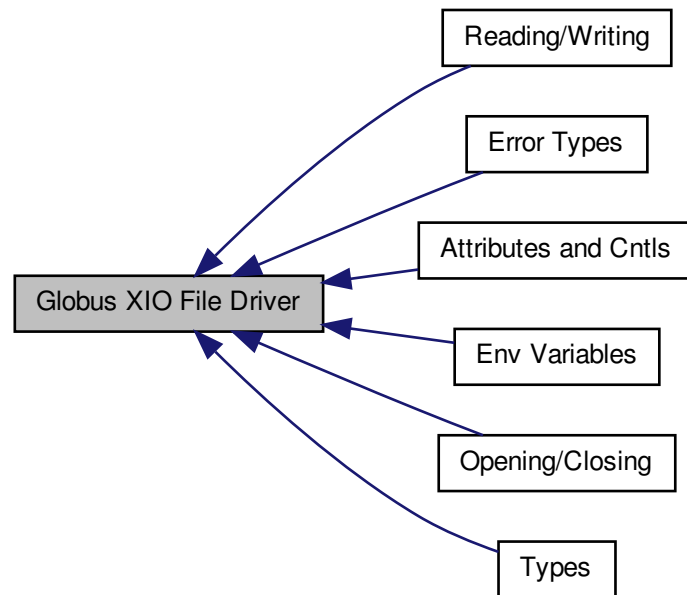 Reading/Writing
Error Types
Attributes and Cntls
Globus XIO File Driver
Env Variables
Opening/Closing
Types